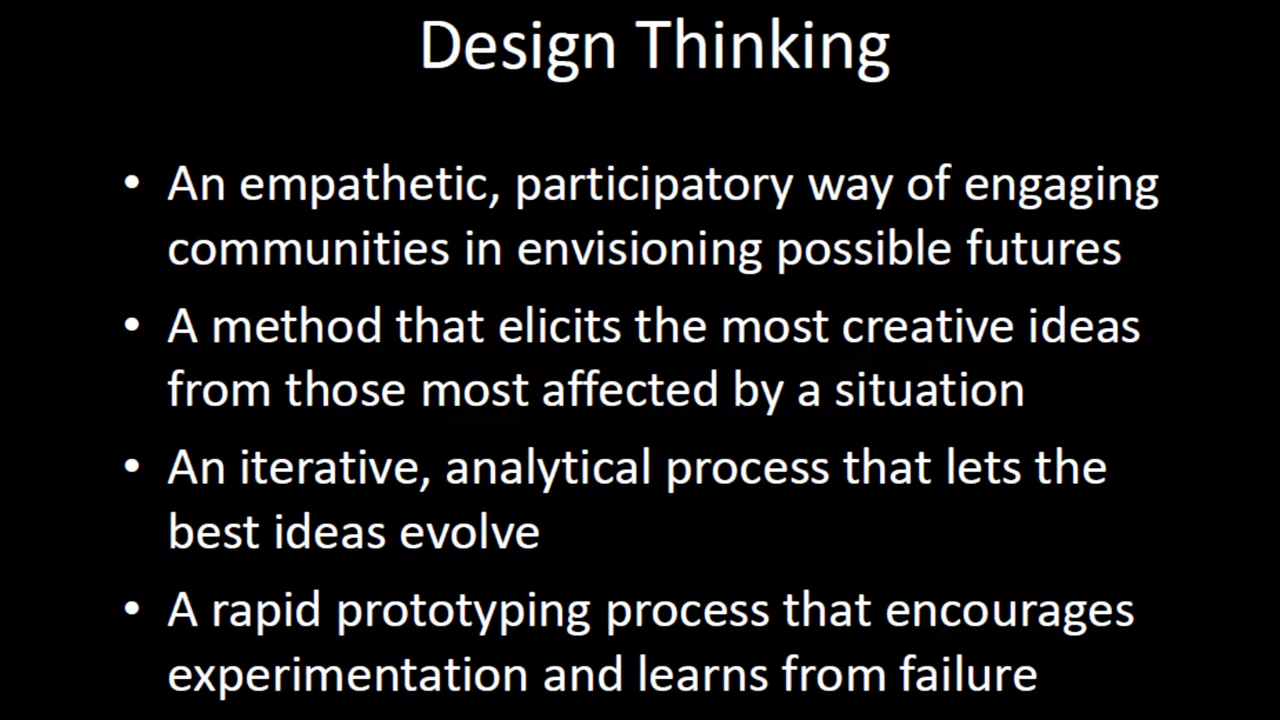 Design Thinking
• An empathetic, participatory way of engaging
communities in envisioning possible futures
• A method that elicits the most creative ideas
from those most affected by a situation
• An iterative, analytical process that lets the
best ideas evolve
• A rapid prototyping process that encourages
experimentation and learns from failure